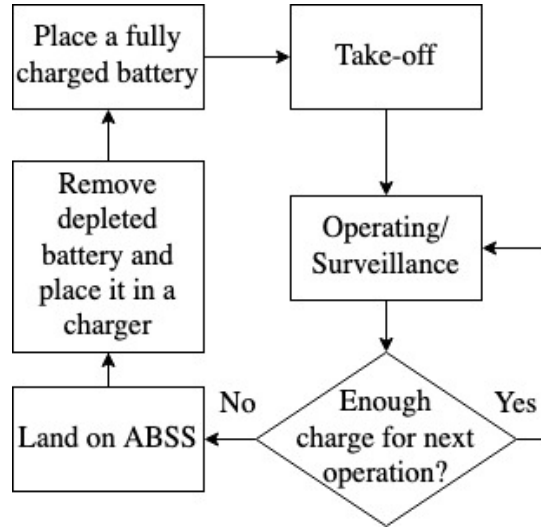 Place a fully
charged battery
Take-off
Remove
depleted
battery and
place it in a
charger
Operating/
Surveillance
Land on ABSS
No
Enough
charge for next
operation?
Yes